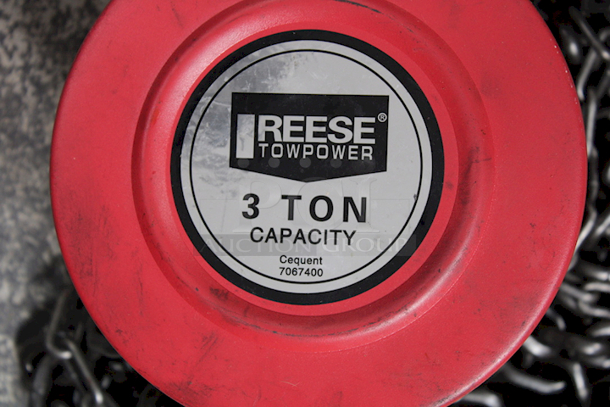 REESE®
TOWPOWER
3 TON
CAPACITY
Cequent
7067400